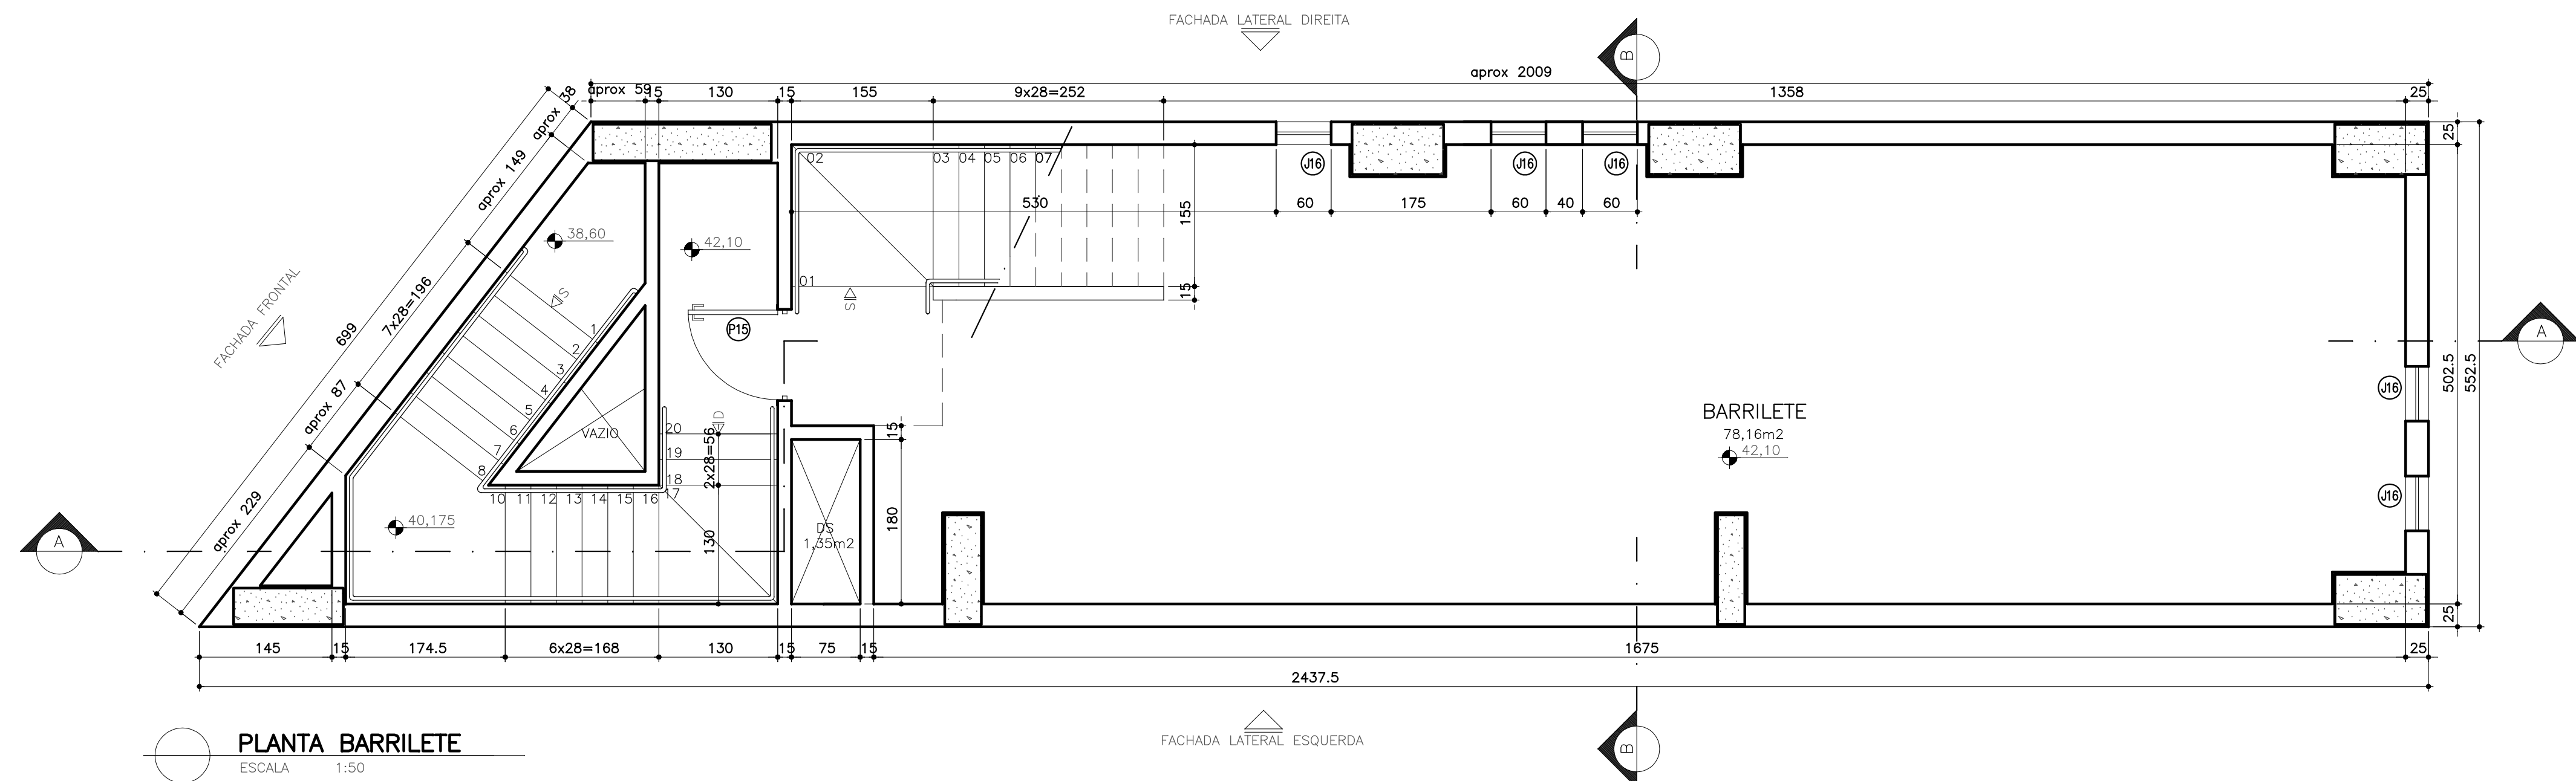 FACHADA LATERAL DIREITA
B
aprox 2009
aprox 59
15
130
15
155
9x28=252
1358
25
aprox 38
aprox 149
7x28=196
699
aprox 87
aprox 229
FACHADA FRONTAL
02
03
04
05
06
07
J16
J16
J16
25
530
60
175
60
40
60
155
15
38,60
42,10
01
S
S
P15
1
2
3
4
5
6
7
8
VAZIO
D
20
19
18
17
2x28=56
10
11
12
13
14
15
16
130
40,175
15
180
DS
1,35m2
BARRILETE
78,16m2
42,10
J16
J16
502.5
552.5
25
A
A
145
15
174.5
6x28=168
130
15
75
15
1675
25
2437.5
PLANTA BARRILETE
ESCALA 1:50
FACHADA LATERAL ESQUERDA
B